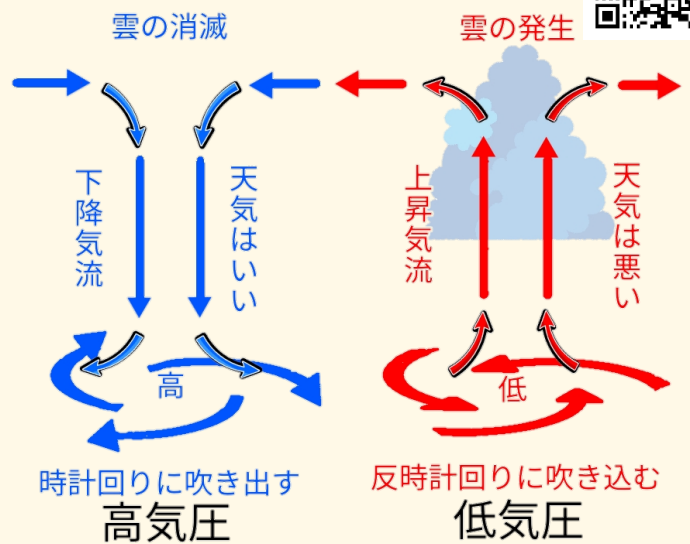 雲の消滅
下降気流
天気はいい
高
時計回りに吹き出す
高気圧
雲の発生
上昇気流
天気は悪い
低
反時計回りに吹き込む
低気圧